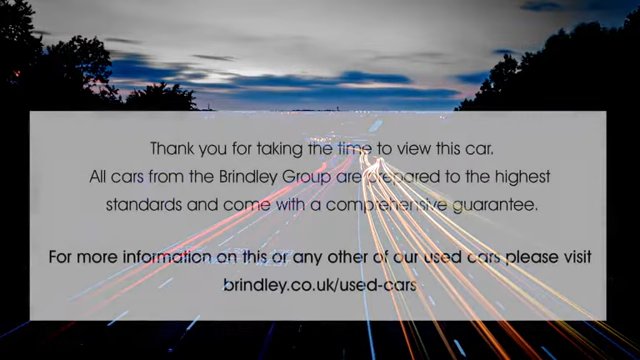 Thank you for taking the time to view this car.
All cars from the Brindley Group are prepared to the highest
standards and come with a comprehensive guarantee.
For more information on this or any other of our used cars please visit
brindley.co.uk/used-cars